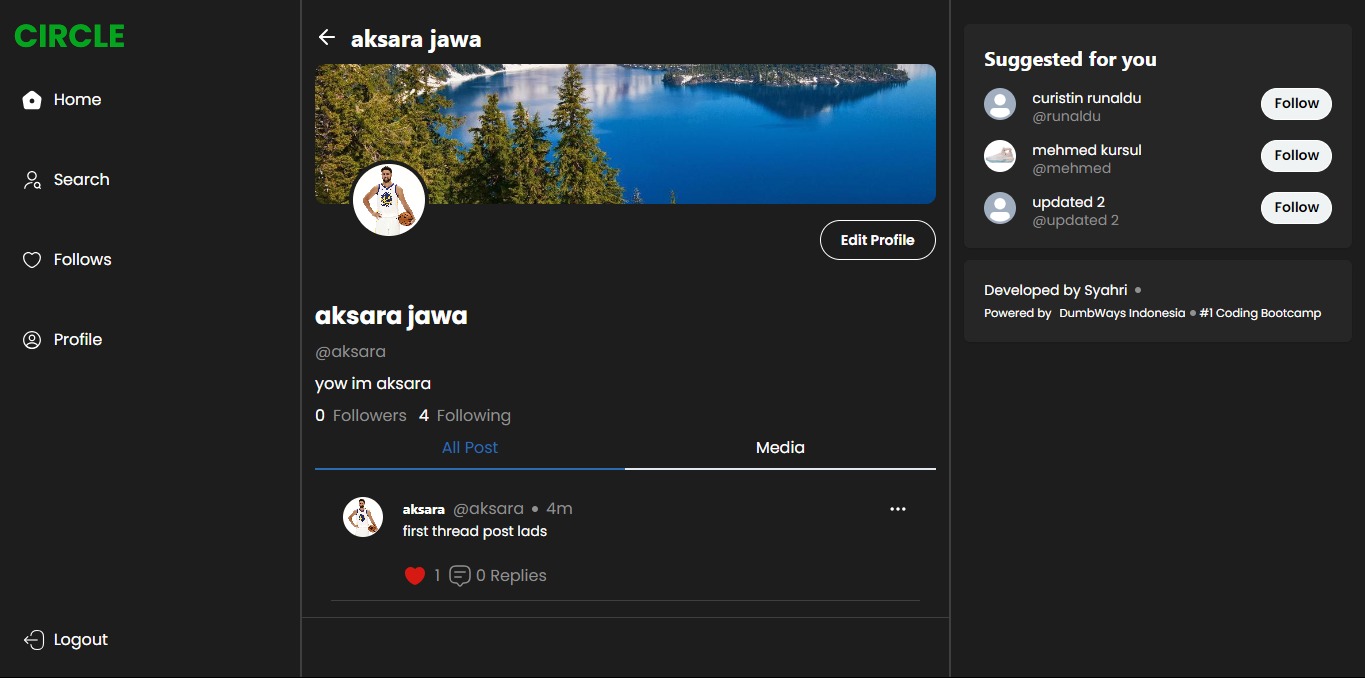 CIRCLE
Home
Search
Follows
Profile
Logout
aksara jawa
Edit Profile
aksara jawa
@aksara
yow im aksara
0 Followers 4 Following
All Post Media
aksara @aksara • 4m
first thread post lads
1 0 Replies
Suggested for you
curistin runaldu
@runaldu
Follow
mehmed kursul
@mehmed
Follow
updated 2
@updated 2
Follow
Developed by Syahri •
Powered by DumbWays Indonesia • #1 Coding Bootcamp